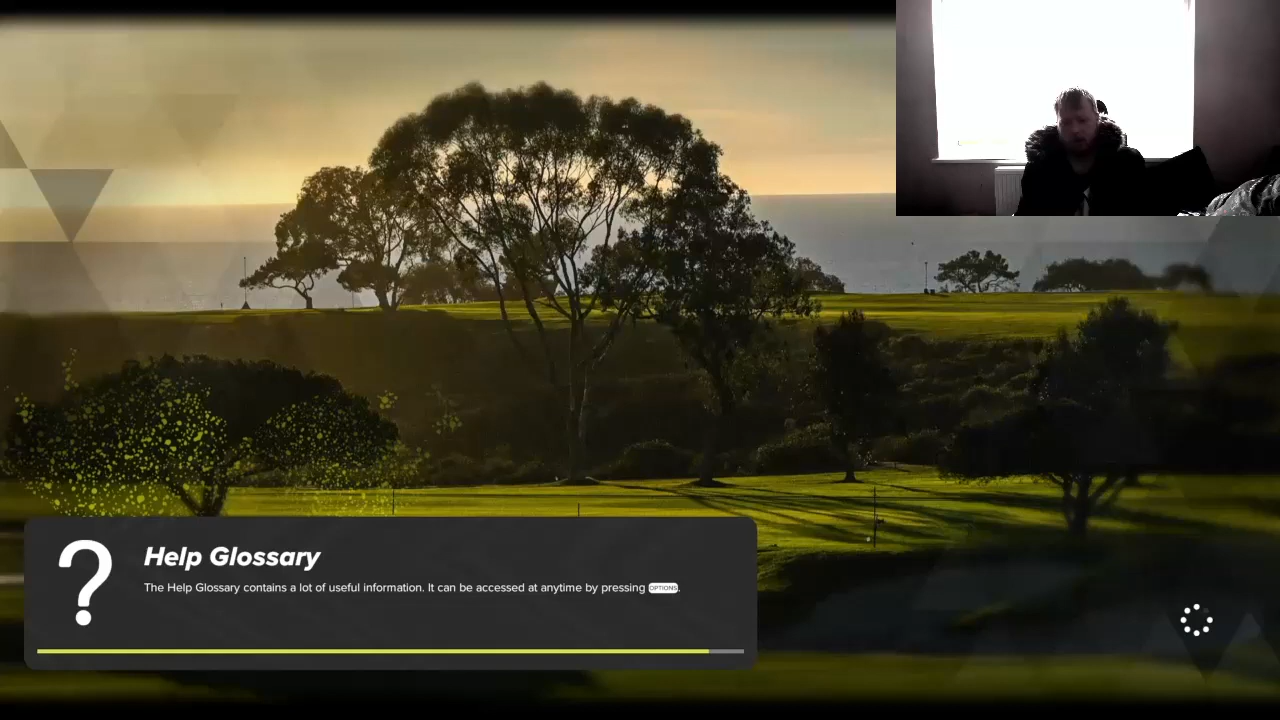 Help Glossary
The Help Glossary contains a lot of useful information. It can be accessed at anytime by pressing OPTIONS.